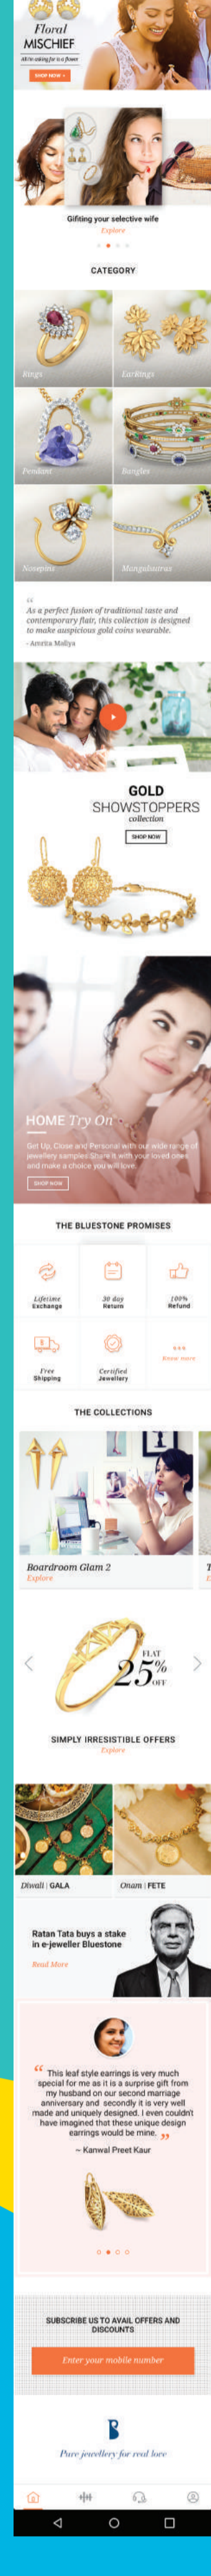 Floral
MISCHIEF
All i'm asking for is a flower
SHOP NOW >
Gifiting your selective wife
Explore
CATEGORY
Rings
EarRings
Pendant
Bangles
Nosepins
Mangalsutras
“
As a perfect fusion of traditional taste and
contemporary flair, this collection is designed
to make auspicious gold coins wearable.
- Amrita Mallya
GOLD
SHOWSTOPPERS
collection
SHOP NOW
HOME Try On
Get Up, Close and Personal with our wide range of
jewellery samples.Share it with your loved ones
and make a choice you will love.
SHOP NOW
THE BLUESTONE PROMISES
Lifetime
Exchange
30 day
Return
100%
Refund
Free
Shipping
Certified
Jewellery
Know more
THE COLLECTIONS
Boardroom Glam 2
Explore
T
E
FLAT
25%
OFF
SIMPLY IRRESISTIBLE OFFERS
Explore
Diwali | GALA
Onam | FETE
Ratan Tata buys a stake
in e-jeweller Bluestone
Read More
“ This leaf style earrings is very much
special for me as it is a surprise gift from
my husband on our second marriage
anniversary and secondly it is very well
made and uniquely designed. I even couldn't
have imagined that these unique design
earrings would be mine. ”
~ Kanwal Preet Kaur
SUBSCRIBE US TO AVAIL OFFERS AND
DISCOUNTS
Enter your mobile number
B
Pure jewellery for real love